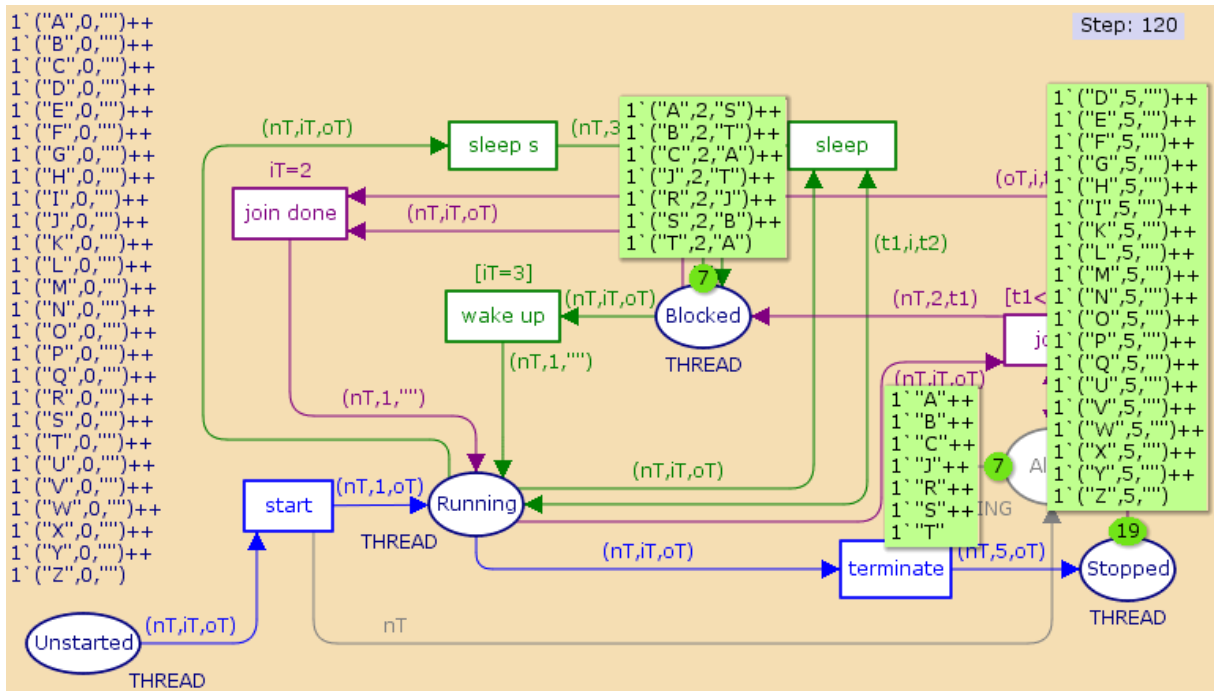 1`("A",0,"")++
1`("B",0,"")++
1`("C",0,"")++
1`("D",0,"")++
1`("E",0,"")++
1`("F",0,"")++
1`("G",0,"")++
1`("H",0,"")++
1`("I",0,"")++
1`("J",0,"")++
1`("K",0,"")++
1`("L",0,"")++
1`("M",0,"")++
1`("N",0,"")++
1`("O",0,"")++
1`("P",0,"")++
1`("Q",0,"")++
1`("R",0,"")++
1`("S",0,"")++
1`("T",0,"")++
1`("U",0,"")++
1`("V",0,"")++
1`("W",0,"")++
1`("X",0,"")++
1`("Y",0,"")++
1`("Z",0,"")
Step: 120
(nT,iT,oT)
sleep s
(nT,3
1`("A",2,"S")++
1`("B",2,"T")++
1`("C",2,"A")++
1`("J",2,"T")++
1`("R",2,"J")++
1`("S",2,"B")++
1`("T",2,"A")
7
sleep
1`("D",5,"")++
1`("E",5,"")++
1`("F",5,"")++
1`("G",5,"")++
1`("H",5,"")++
1`("I",5,"")++
1`("K",5,"")++
1`("L",5,"")++
1`("M",5,"")++
1`("N",5,"")++
1`("O",5,"")++
1`("P",5,"")++
1`("Q",5,"")++
1`("U",5,"")++
1`("V",5,"")++
1`("W",5,"")++
1`("X",5,"")++
1`("Y",5,"")++
1`("Z",5,"")
19
iT=2
join done
(nT,iT,oT)
(oT,i,
(t1,i,t2)
[iT=3]
wake up
(nT,iT,oT)
Blocked
THREAD
(nT,2,t1)
[t1<
jo
(nT,1,"")
(nT,iT,oT)
(nT,1,"")
1`"A"++
1`"B"++
1`"C"++
1`"J"++
1`"R"++
1`"S"++
1`"T"
7
Al
ING
(nT,iT,oT)
start
(nT,1,oT)
Running
THREAD
(nT,iT,oT)
terminate
(nT,5,oT)
Stopped
THREAD
Unstarted
(nT,iT,oT)
THREAD
nT